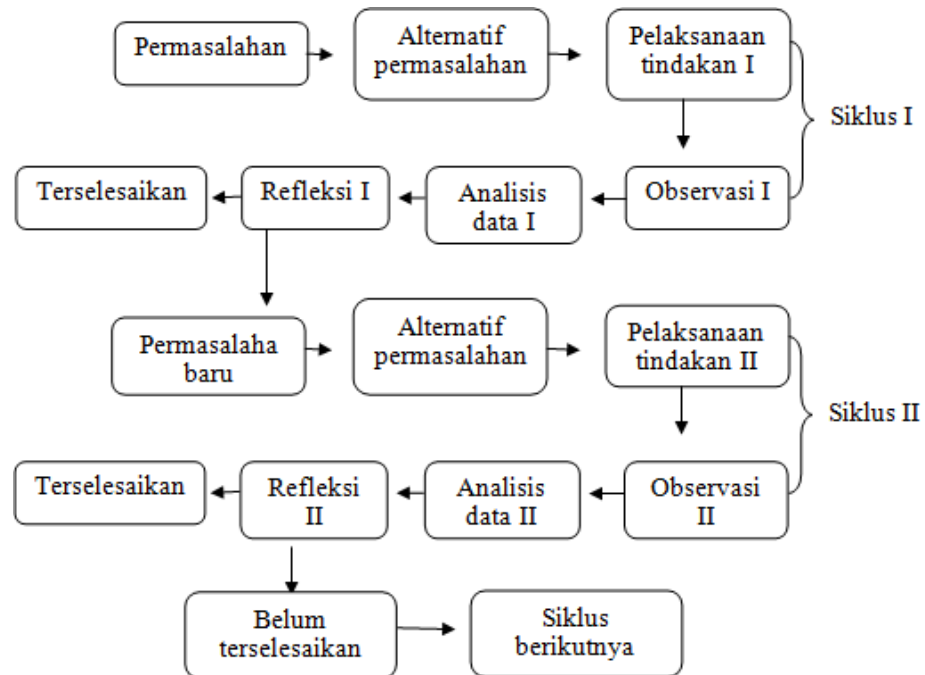 Permasalahan
Alternatif
permasalahan
Pelaksanaan
tindakan I
Siklus I
Terselesaikan
Refleksi I
Analisis
data I
Observasi I
Permasalaha
baru
Alternatif
permasalahan
Pelaksanaan
tindakan II
Siklus II
Terselesaikan
Refleksi
II
Analisis
data II
Observasi
II
Belum
terselesaikan
Siklus
berikutnya